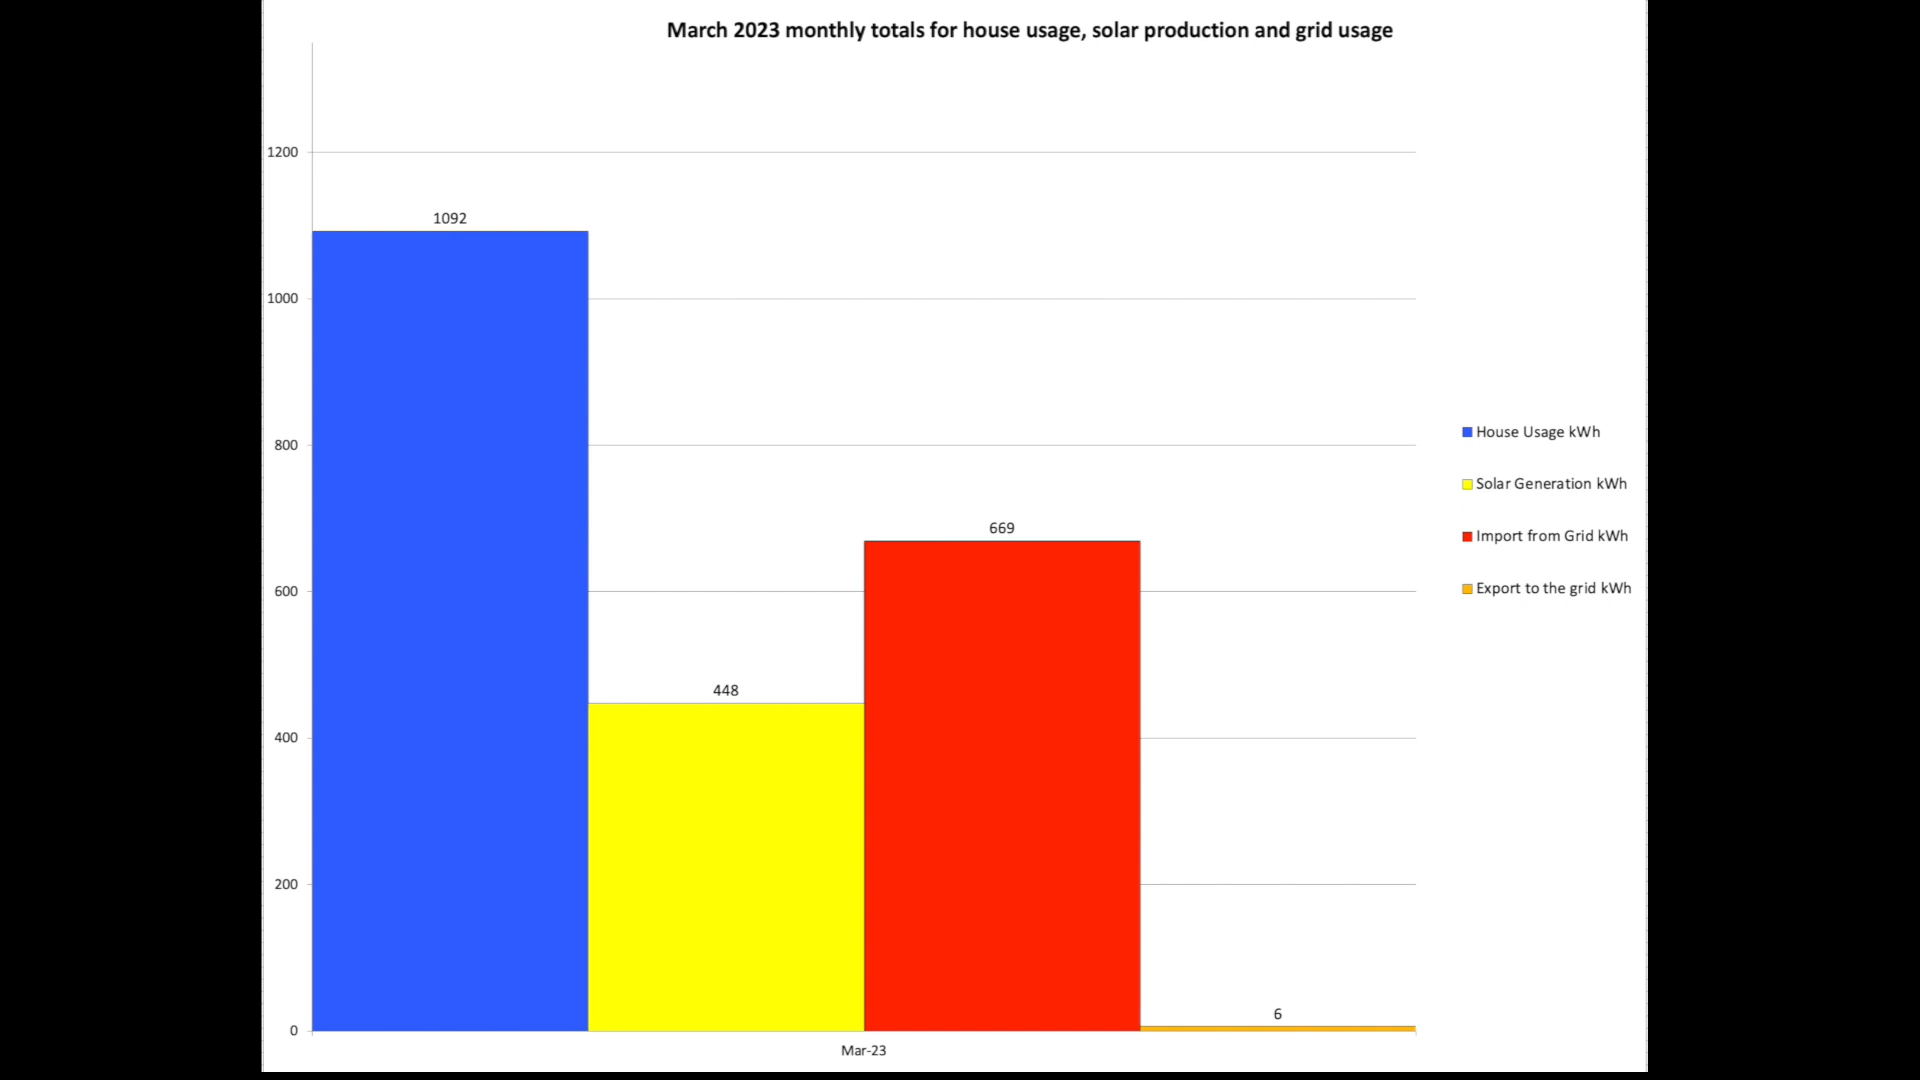 March 2023 monthly totals for house usage, solar production and grid usage
1200
1092
1000
800
House Usage kWh
Solar Generation kWh
669
Import from Grid kWh
600
Export to the grid kWh
448
400
200
6
0
Mar-23